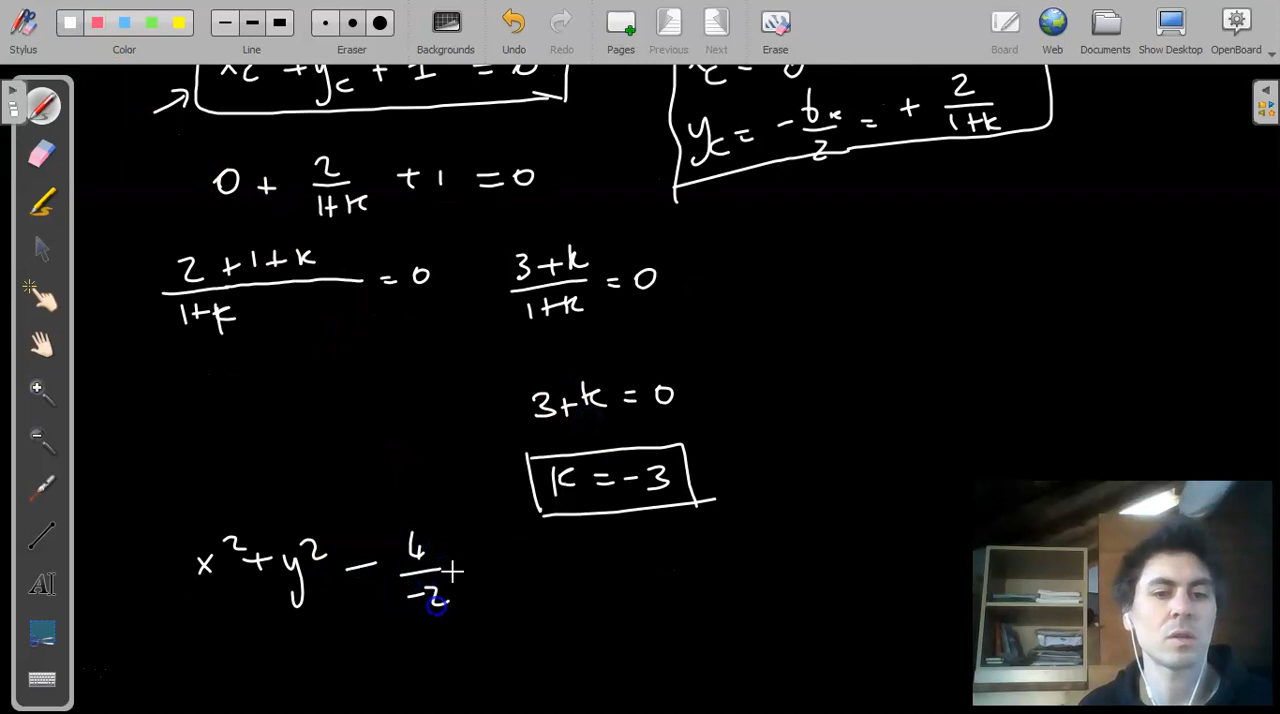 Stylus Color Line Eraser Backgrounds Undo Redo Pages Previous Next Erase Board Web Documents Show Desktop OpenBoard
x_c + y_c + 1 = 0
x_c = 0
y_c = - b_k/2 = + 2/(1+k)
0 + 2/(1+k) + 1 = 0
(2+1+k)/(1+k) = 0
(3+k)/(1+k) = 0
3+k = 0
k = -3
x² + y² - 4/-2